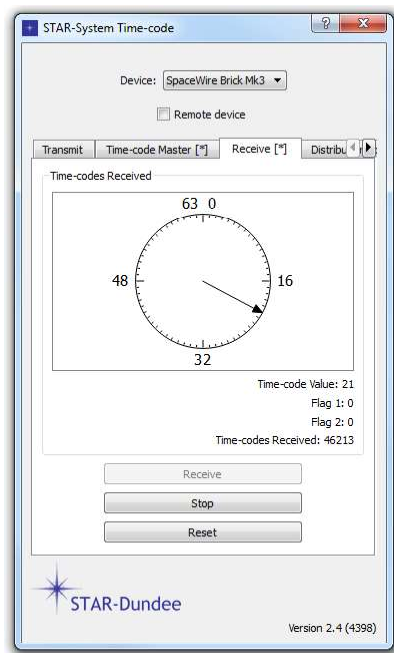 STAR-System Time-code
Device: SpaceWire Brick Mk3
Remote device
Transmit Time-code Master [*] Receive [*]
Time-codes Received
63 0
48 16
32
Time-code Value: 21
Flag 1: 0
Flag 2: 0
Time-codes Received: 46213
Receive
Stop
Reset
STAR-Dundee
Version 2.4 (4398)